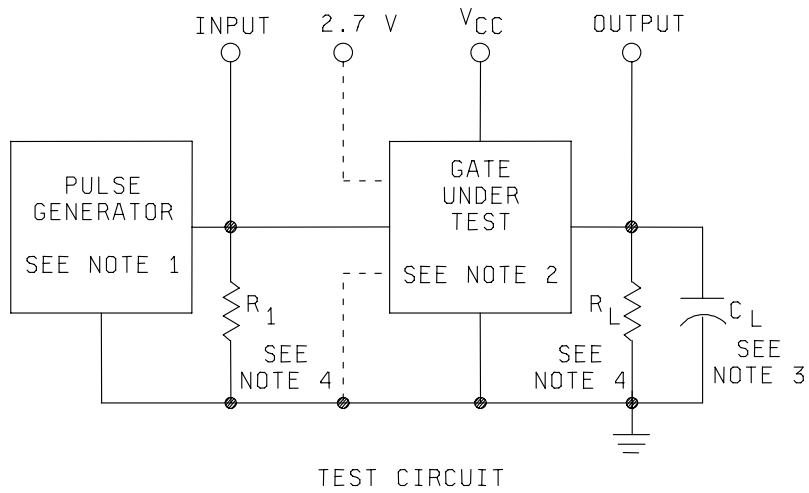 INPUT
2.7 V
VCC
OUTPUT
PULSE
GENERATOR
SEE NOTE 1
GATE
UNDER
TEST
SEE NOTE 2
R1
SEE
NOTE 4
RL
SEE
NOTE 4
CL
SEE
NOTE 3
TEST CIRCUIT